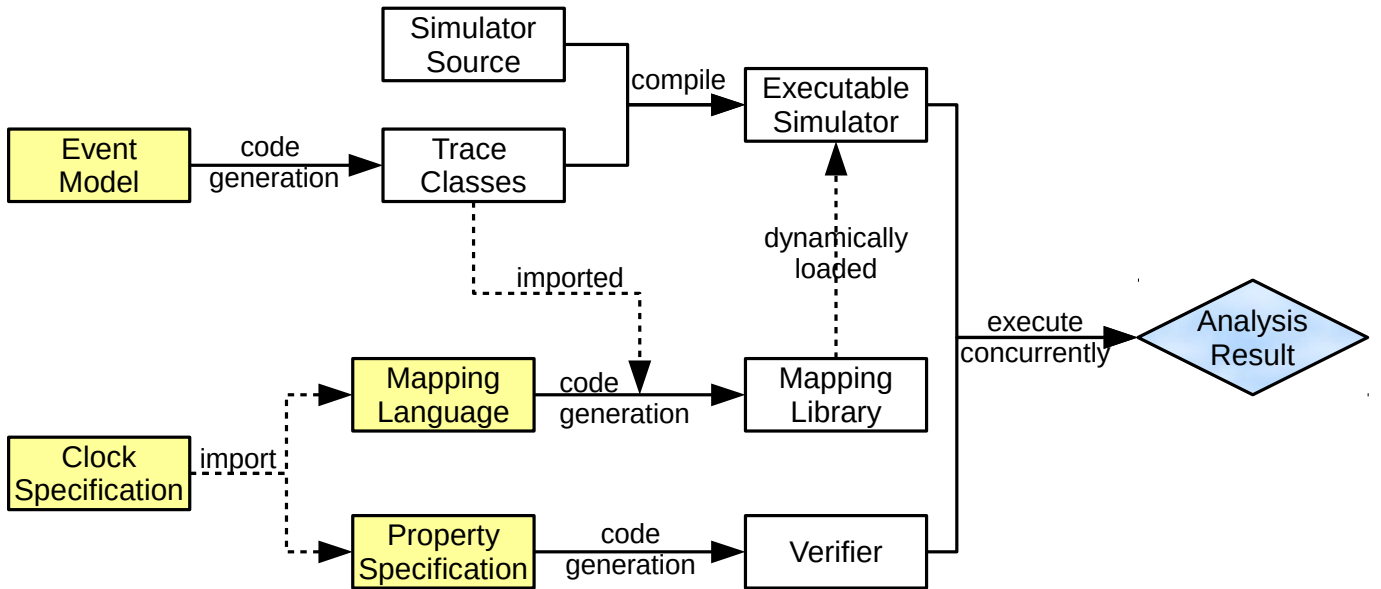 Simulator
Source
compile
Executable
Simulator
Event
Model
code
generation
Trace
Classes
dynamically
loaded
imported
execute
concurrently
Analysis
Result
Mapping
Language
code
generation
Mapping
Library
Clock
Specification
import
Property
Specification
code
generation
Verifier